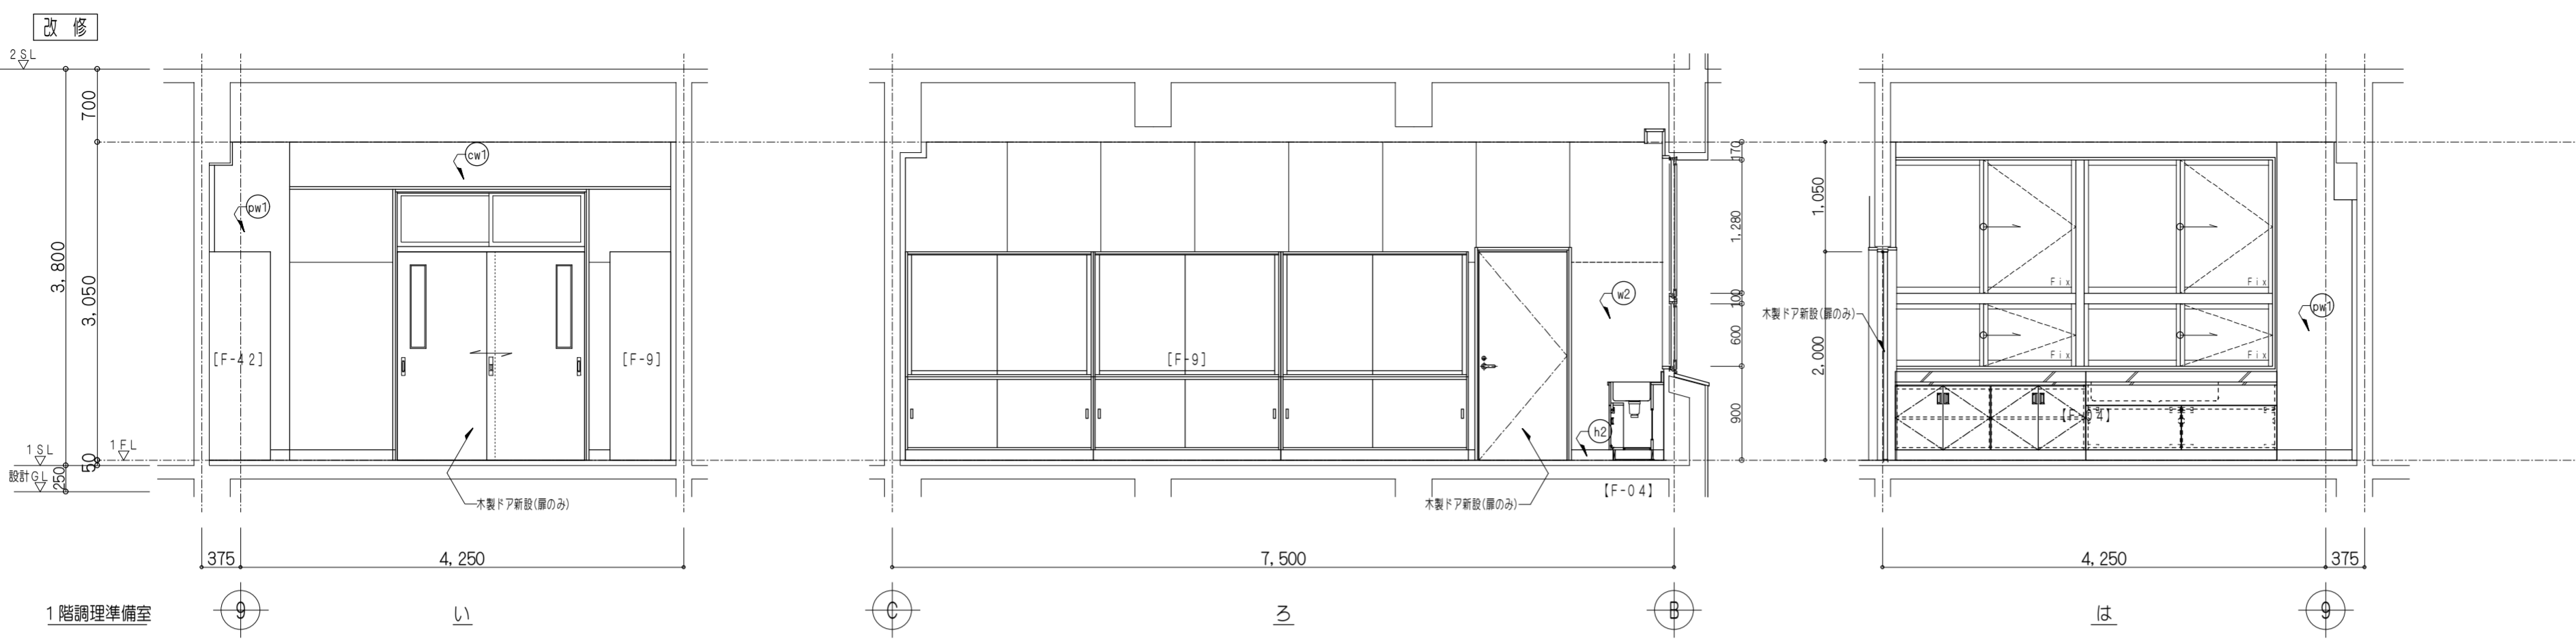 改 修
2SL
700
3,800
3,050
1SL
1FL
50
設計GL
250
cw1
pw1
[F-42]
[F-9]
木製ドア新設(扉のみ)
375
4,250
1階調理準備室
9
い
[F-9]
w2
h2
170
1,280
100
600
900
【F-04】
木製ドア新設(扉のみ)
7,500
C
ろ
B
1,050
2,000
木製ドア新設(扉のみ)
Fix
Fix
Fix
Fix
pw1
【F-04】
4,250
375
は
9